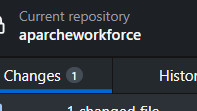 Current repository
aparcheworkforce
Changes 1
Histor
1 changed file